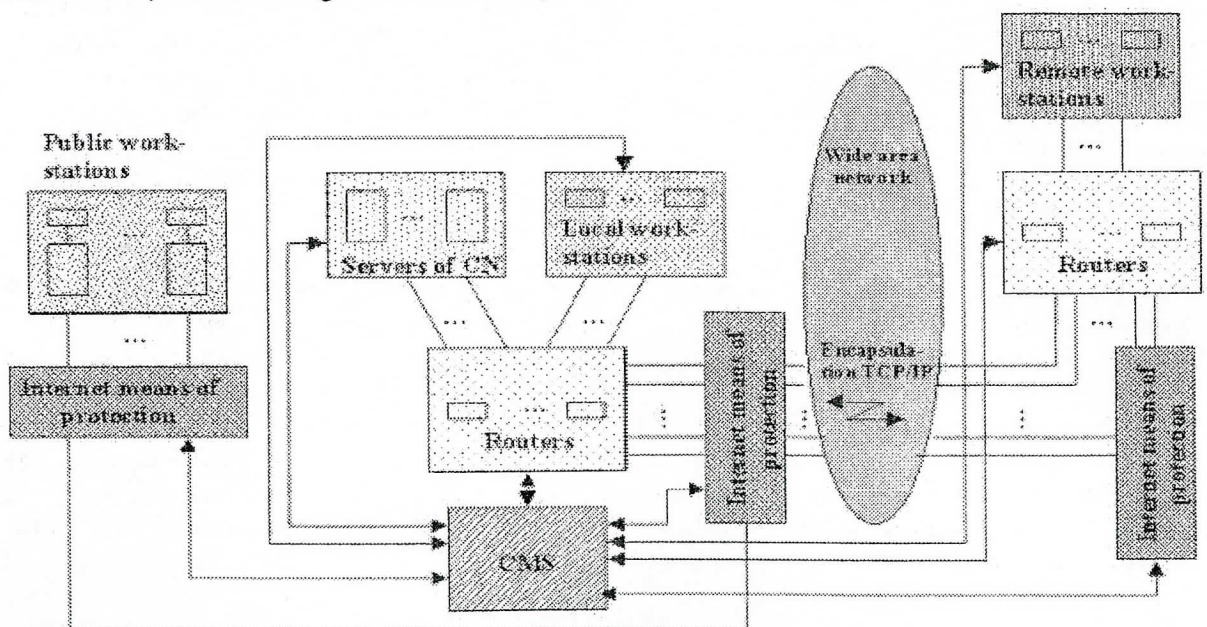 Public work-
stations
Internet means of
protection
Servers of CN
Local work-
stations
Routers
CMS
Internet means of
protection
Wide area
network
Encapsula-
tion TCP/IP
Remote work-
stations
Routers
Internet means of
protection